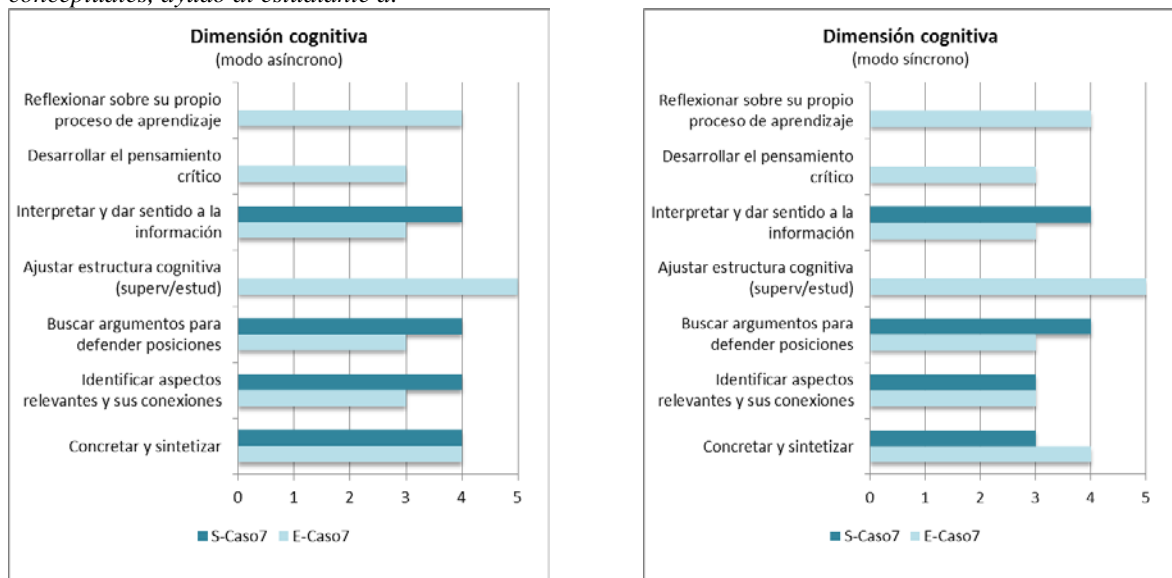 conceptuales, ayudó al estudiante a:
Dimensión cognitiva
(modo asíncrono)
Reflexionar sobre su propio
proceso de aprendizaje
Desarrollar el pensamiento
crítico
Interpretar y dar sentido a la
información
Ajustar estructura cognitiva
(superv/estud)
Buscar argumentos para
defender posiciones
Identificar aspectos
relevantes y sus conexiones
Concretar y sintetizar
0 1 2 3 4 5
S-Caso7 E-Caso7
Dimensión cognitiva
(modo síncrono)
Reflexionar sobre su propio
proceso de aprendizaje
Desarrollar el pensamiento
crítico
Interpretar y dar sentido a la
información
Ajustar estructura cognitiva
(superv/estud)
Buscar argumentos para
defender posiciones
Identificar aspectos
relevantes y sus conexiones
Concretar y sintetizar
0 1 2 3 4 5
S-Caso7 E-Caso7